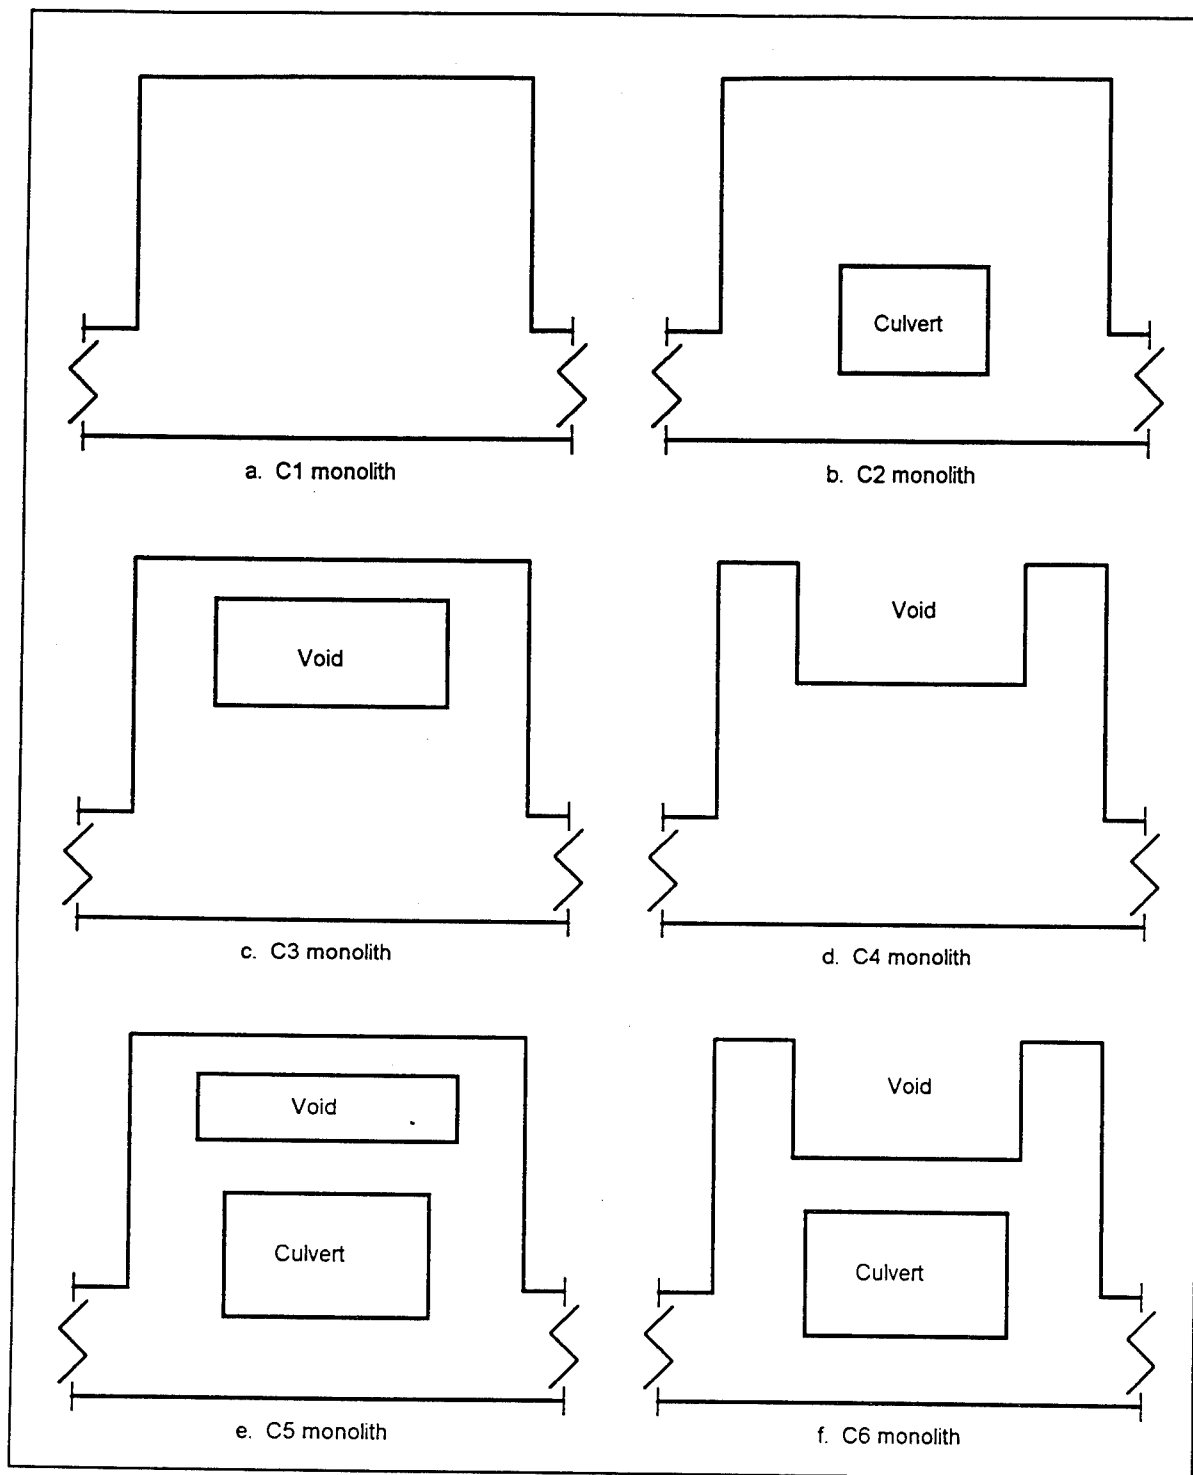 Culvert
a. C1 monolith
b. C2 monolith
Void
Void
c. C3 monolith
d. C4 monolith
Void
Culvert
Void
Culvert
e. C5 monolith
f. C6 monolith